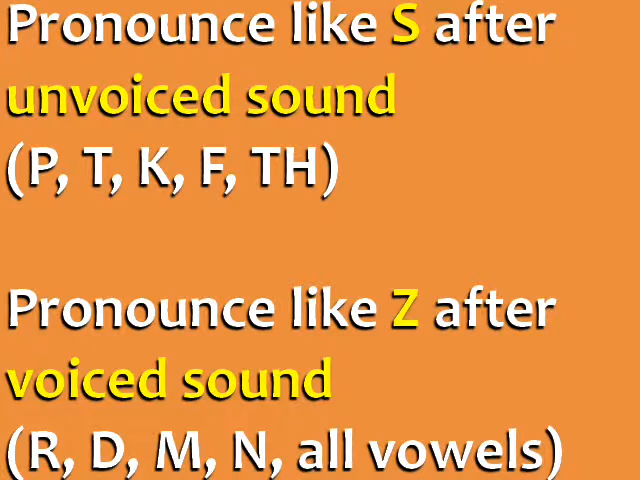 Pronounce like S after
unvoiced sound
(P, T, K, F, TH)
Pronounce like Z after
voiced sound
(R, D, M, N, all vowels)